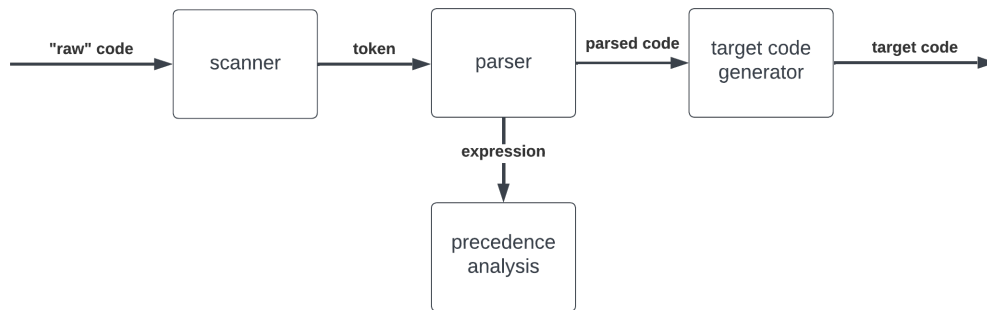 "raw" code
scanner
token
parser
parsed code
target code
generator
target code
expression
precedence
analysis